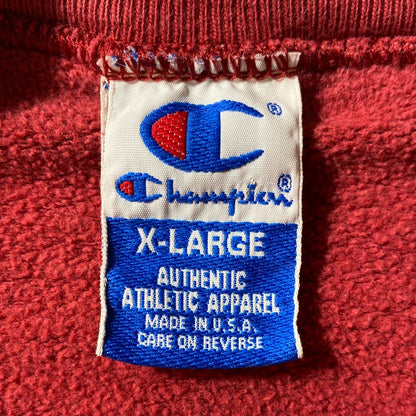 ®
Champion®
X-LARGE
AUTHENTIC
ATHLETIC APPAREL
MADE IN U.S.A.
CARE ON REVERSE